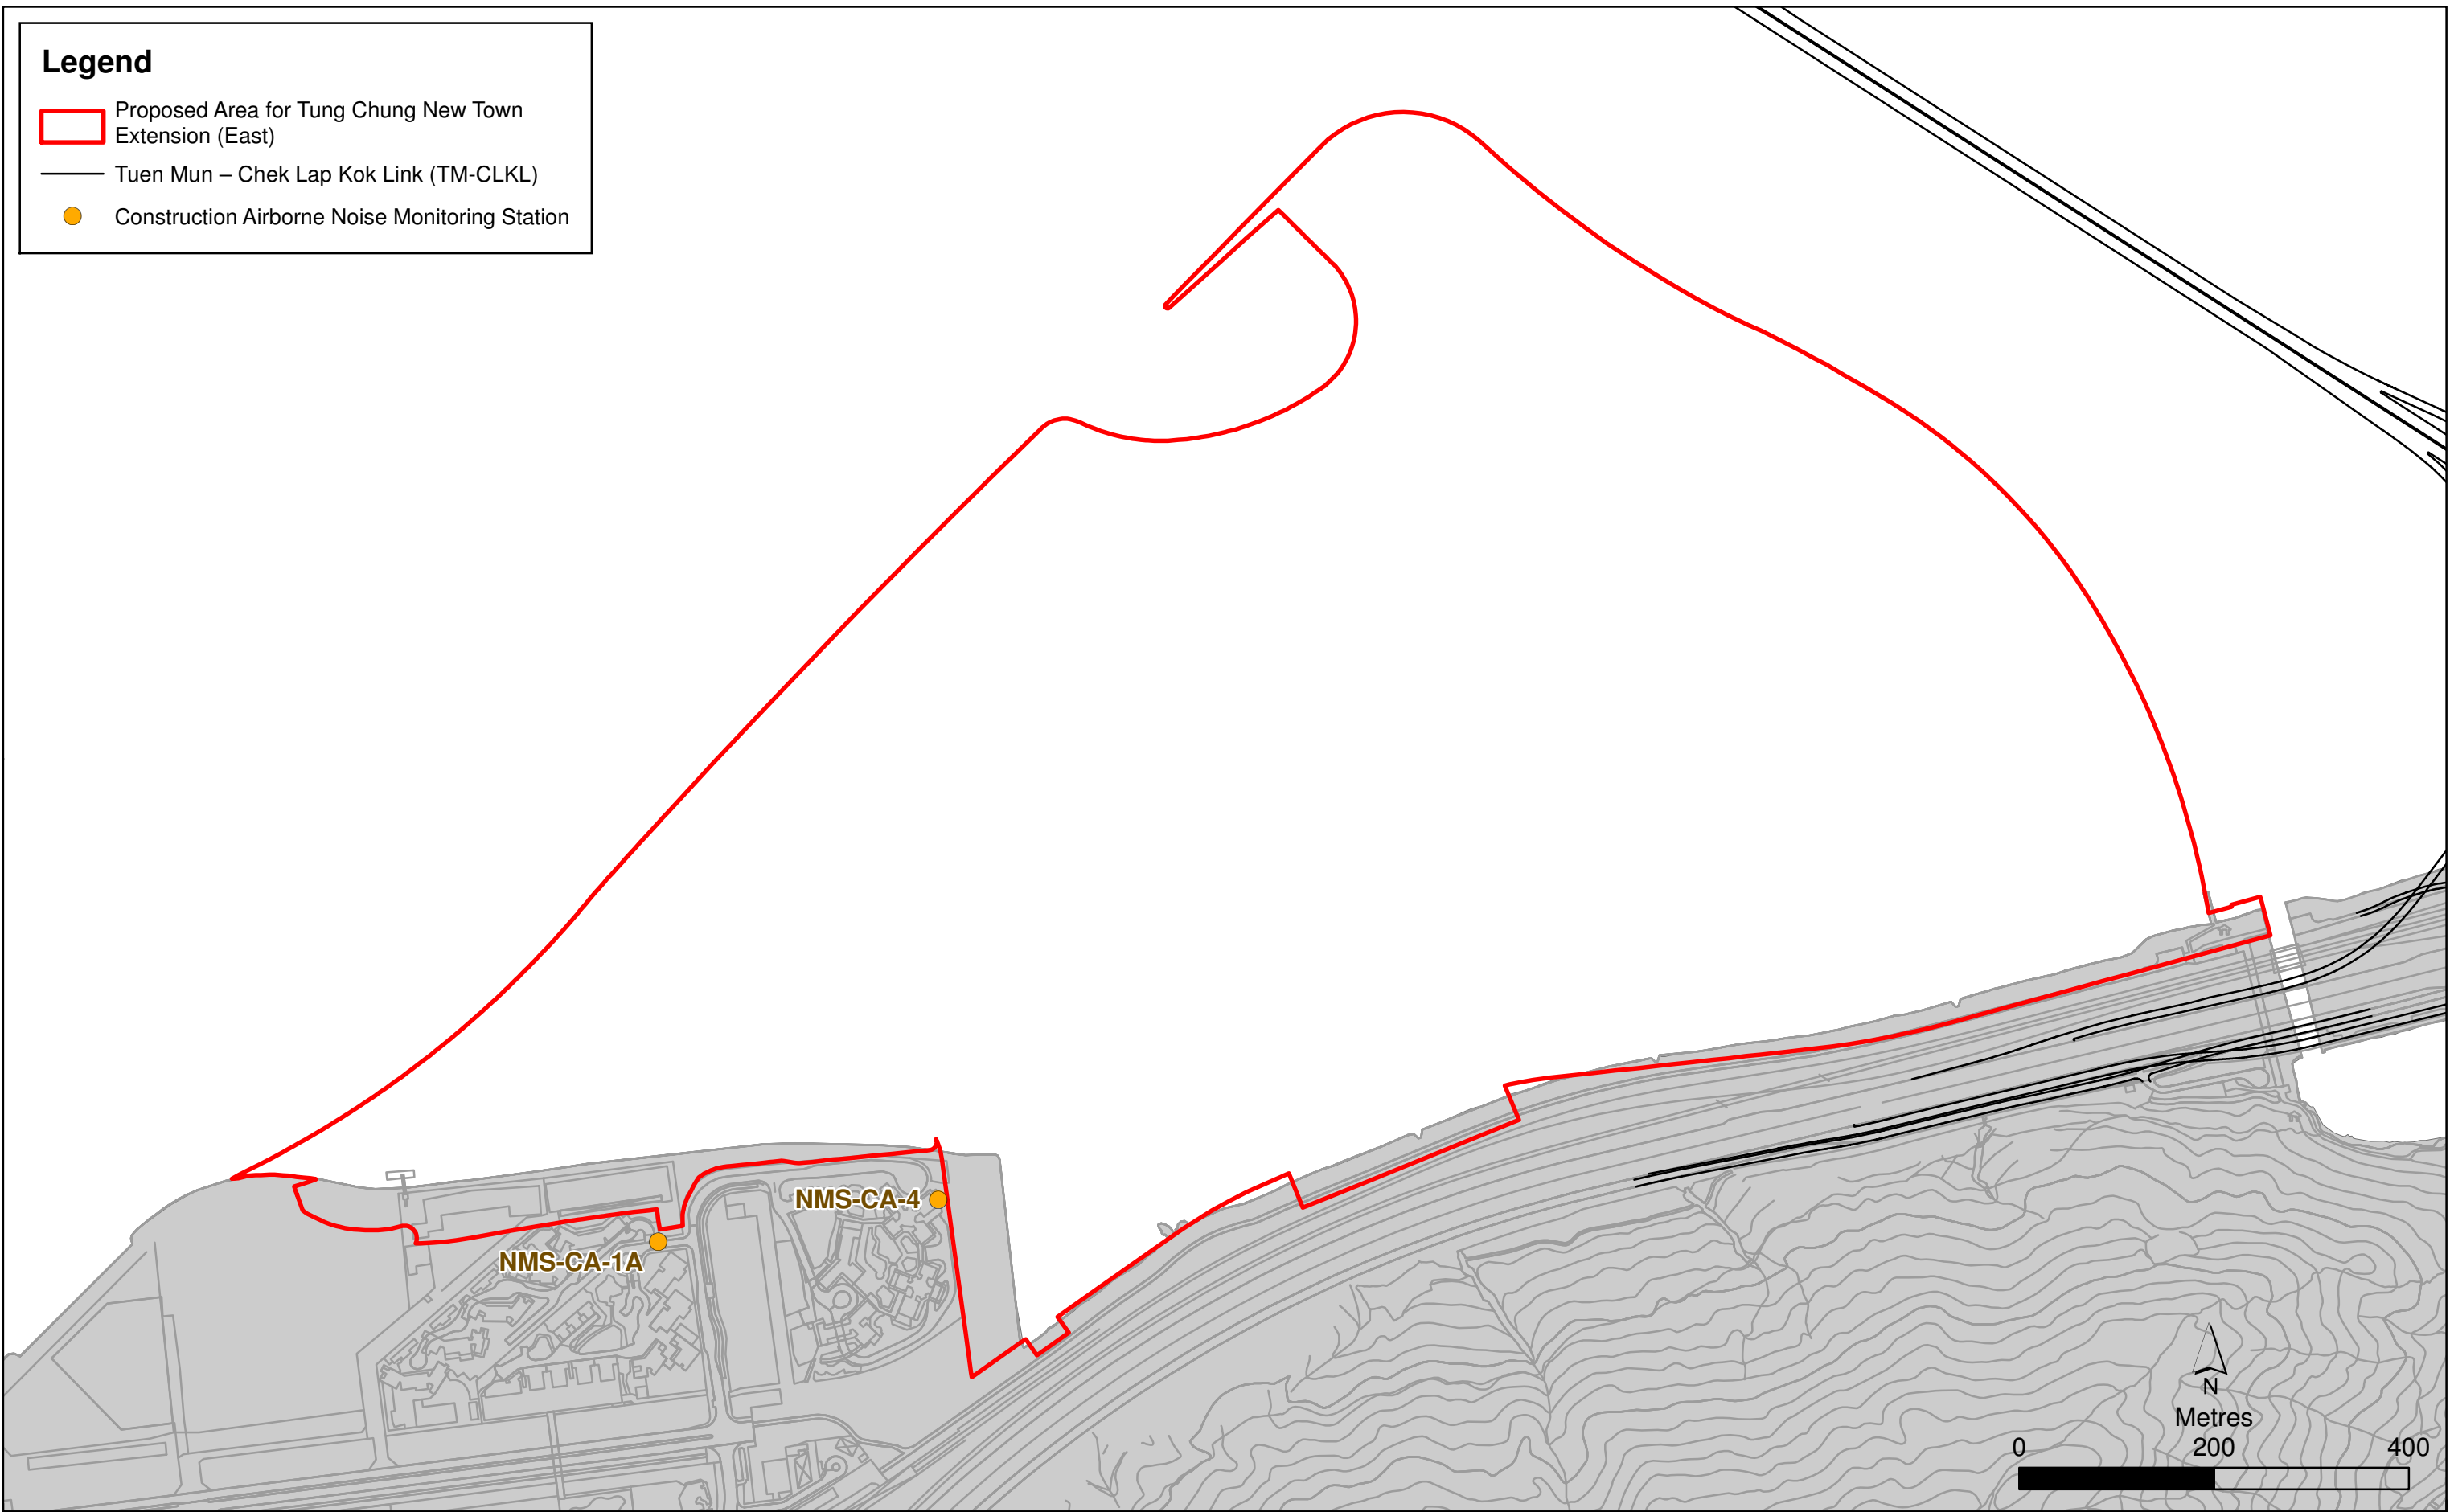 Legend
Proposed Area for Tung Chung New Town
Extension (East)
Tuen Mun – Chek Lap Kok Link (TM-CLKL)
Construction Airborne Noise Monitoring Station
NMS-CA-4
NMS-CA-1A
N
Metres
0 200 400